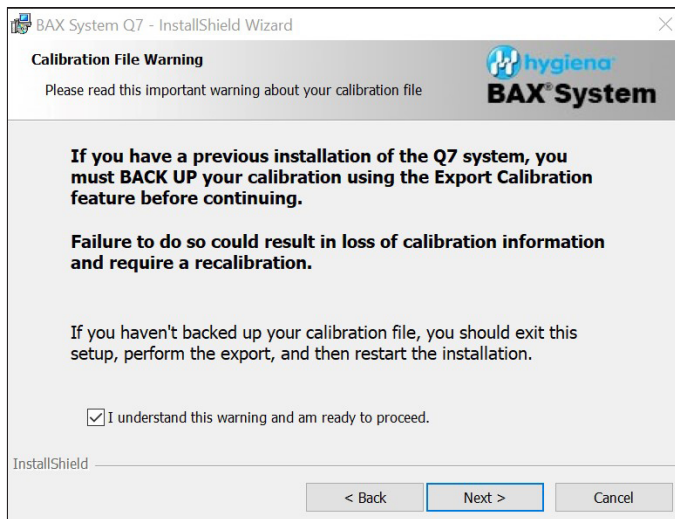 BAX System Q7 - InstallShield Wizard
Calibration File Warning
Please read this important warning about your calibration file
hygiena
BAX®System
If you have a previous installation of the Q7 system, you
must BACK UP your calibration using the Export Calibration
feature before continuing.
Failure to do so could result in loss of calibration information
and require a recalibration.
If you haven't backed up your calibration file, you should exit this
setup, perform the export, and then restart the installation.
I understand this warning and am ready to proceed.
InstallShield
< Back
Next >
Cancel